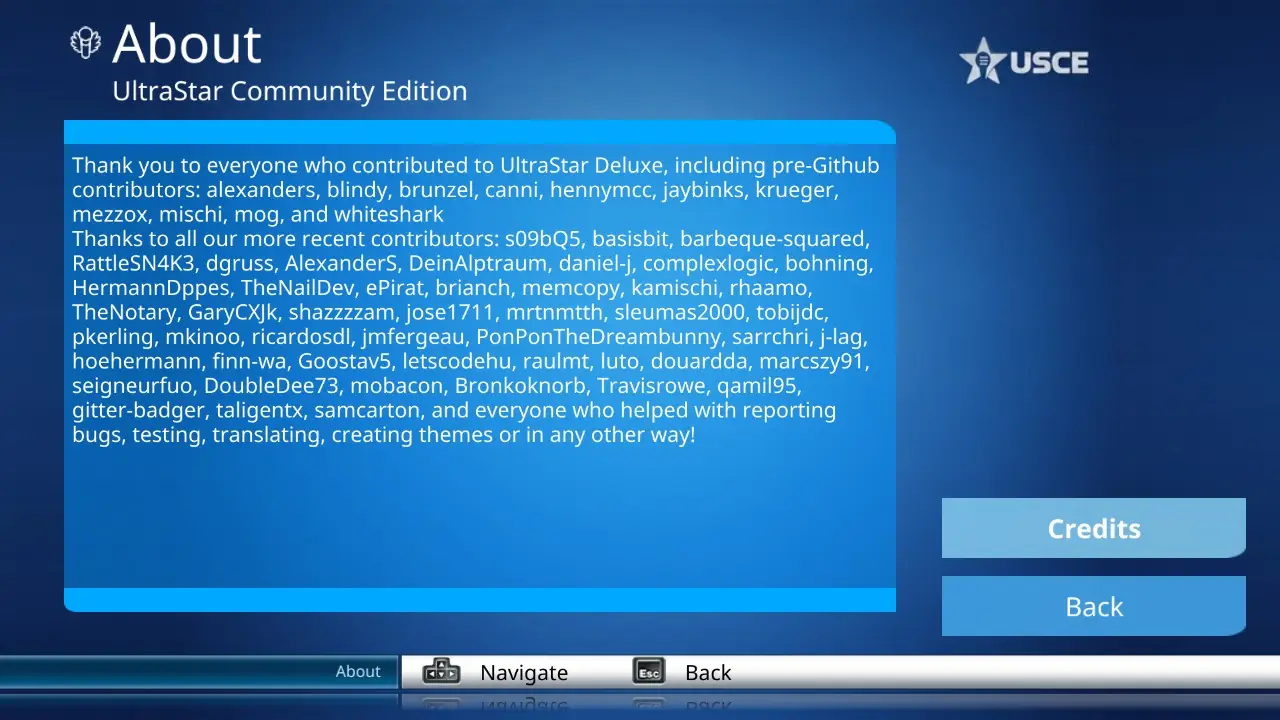 About
UltraStar Community Edition
USCE
Thank you to everyone who contributed to UltraStar Deluxe, including pre-Github
contributors: alexanders, blindy, brunzel, canni, hennymcc, jaybinks, krueger,
mezzox, mischi, mog, and whiteshark
Thanks to all our more recent contributors: s09bQ5, basisbit, barbeque-squared,
RattleSN4K3, dgruss, AlexanderS, DeinAlptraum, daniel-j, complexlogic, bohning,
HermannDppes, TheNailDev, ePirat, brianch, memcopy, kamischi, rhaamo,
TheNotary, GaryCXJk, shazzzzam, jose1711, mrtnmtth, sleumas2000, tobijdc,
pkerling, mkinoo, ricardosdl, jmfergeau, PonPonTheDreambunny, sarrchri, j-lag,
hoehermann, finn-wa, Goostav5, letscodehu, raulmt, luto, douardda, marcszy91,
seigneurfuo, DoubleDee73, mobacon, Bronkoknorb, Travisrowe, qamil95,
gitter-badger, taligentx, samcarton, and everyone who helped with reporting
bugs, testing, translating, creating themes or in any other way!
Credits
Back
About
Navigate
Esc
Back